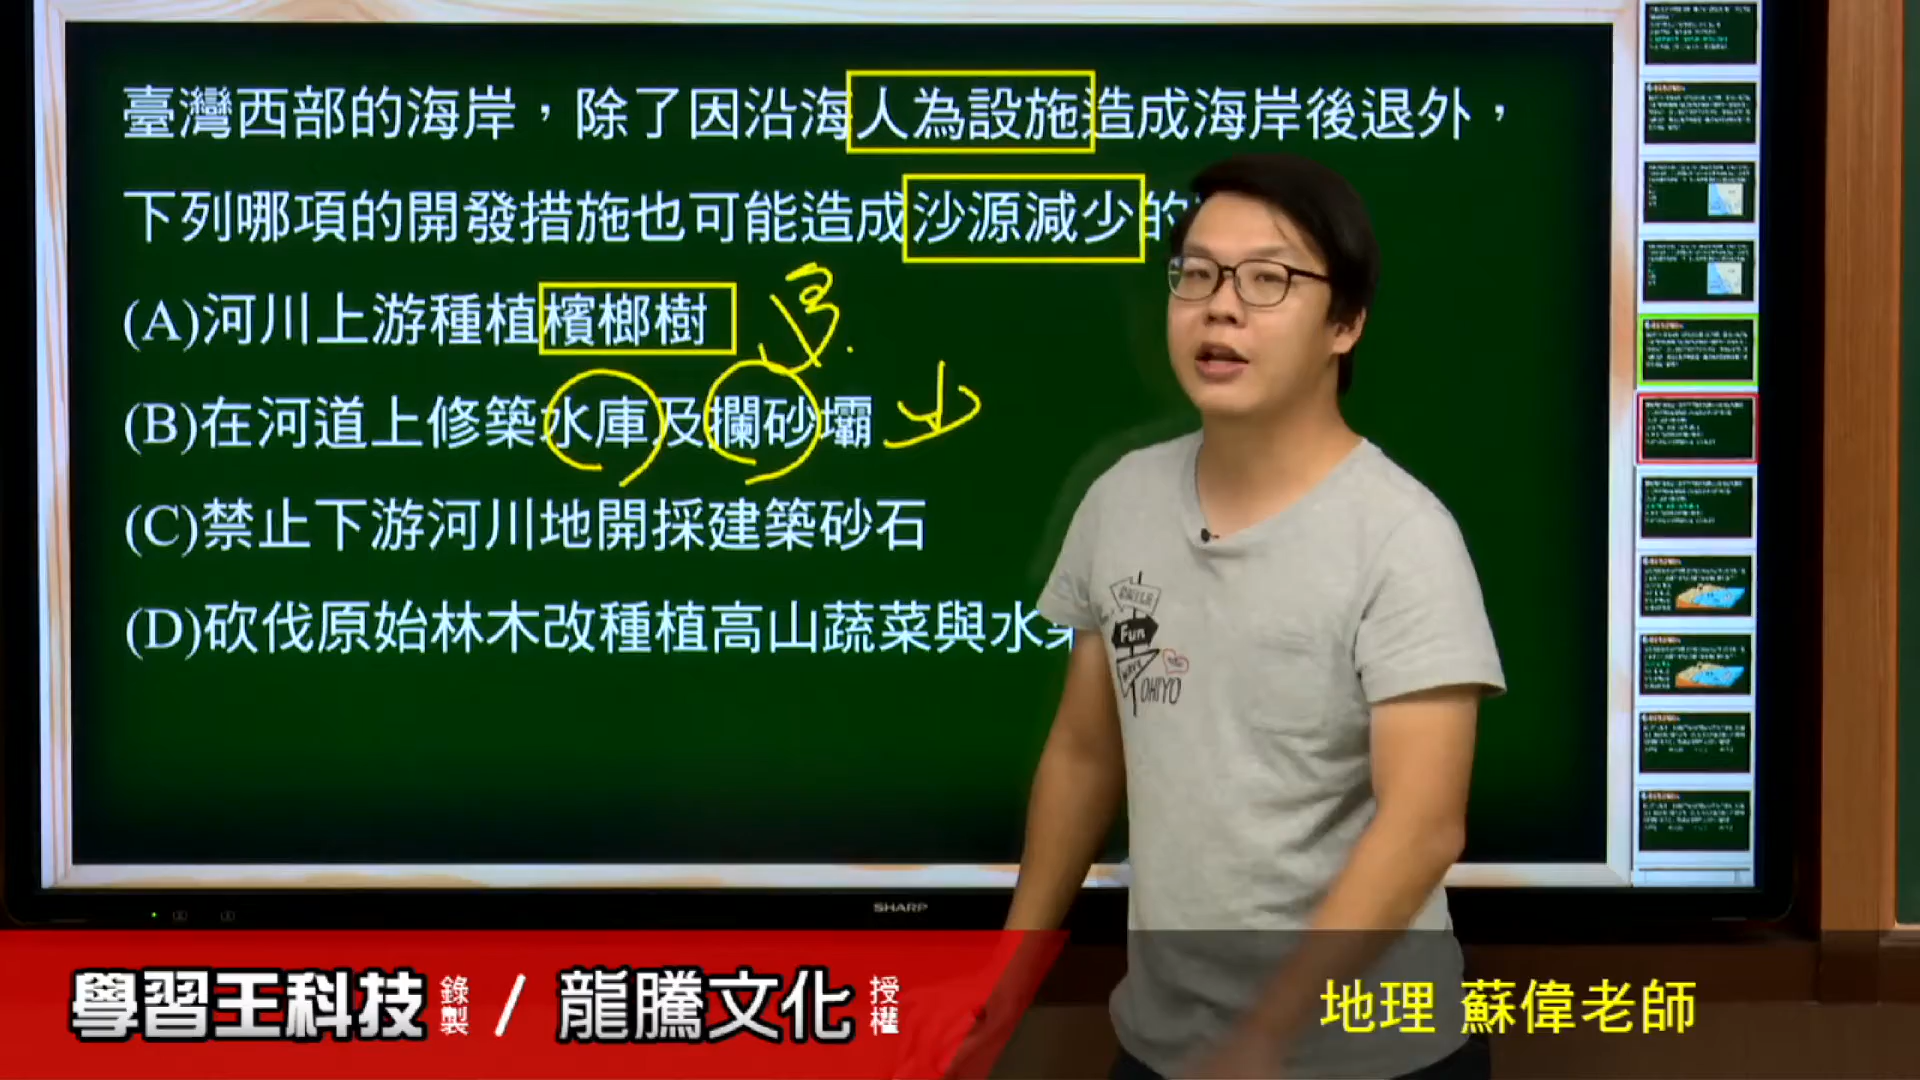 臺灣西部的海岸，除了因沿海人為設施造成海岸後退外，
下列哪項的開發措施也可能造成沙源減少的
(A)河川上游種植檳榔樹
(B)在河道上修築水庫及攔砂壩
(C)禁止下游河川地開採建築砂石
(D)砍伐原始林木改種植高山蔬菜與水果
Fun
OHIYO
SHARP
學習王科技 錄製 / 龍騰文化 授權
地理 蘇偉老師